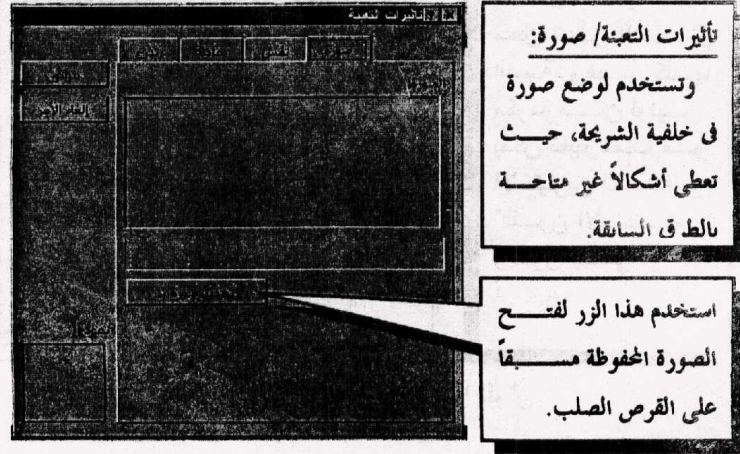 تأثيرات التعبئة
تأثيرات التعبئة/ صورة:
وتستخدم لوضع صورة
فى خلفية الشريحة، حيث
تعطى أشكالاً غير متاحة
بالطرق السابقة.
استخدم هذا الزر لفتح
الصورة المحفوظة مسبقاً
على القرص الصلب.